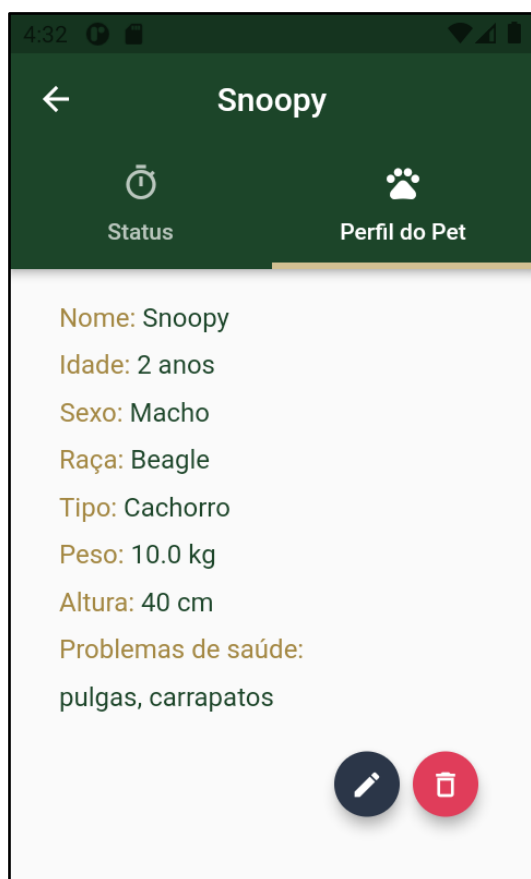 4:32
Snoopy
Status
Perfil do Pet
Nome: Snoopy
Idade: 2 anos
Sexo: Macho
Raça: Beagle
Tipo: Cachorro
Peso: 10.0 kg
Altura: 40 cm
Problemas de saúde:
pulgas, carrapatos